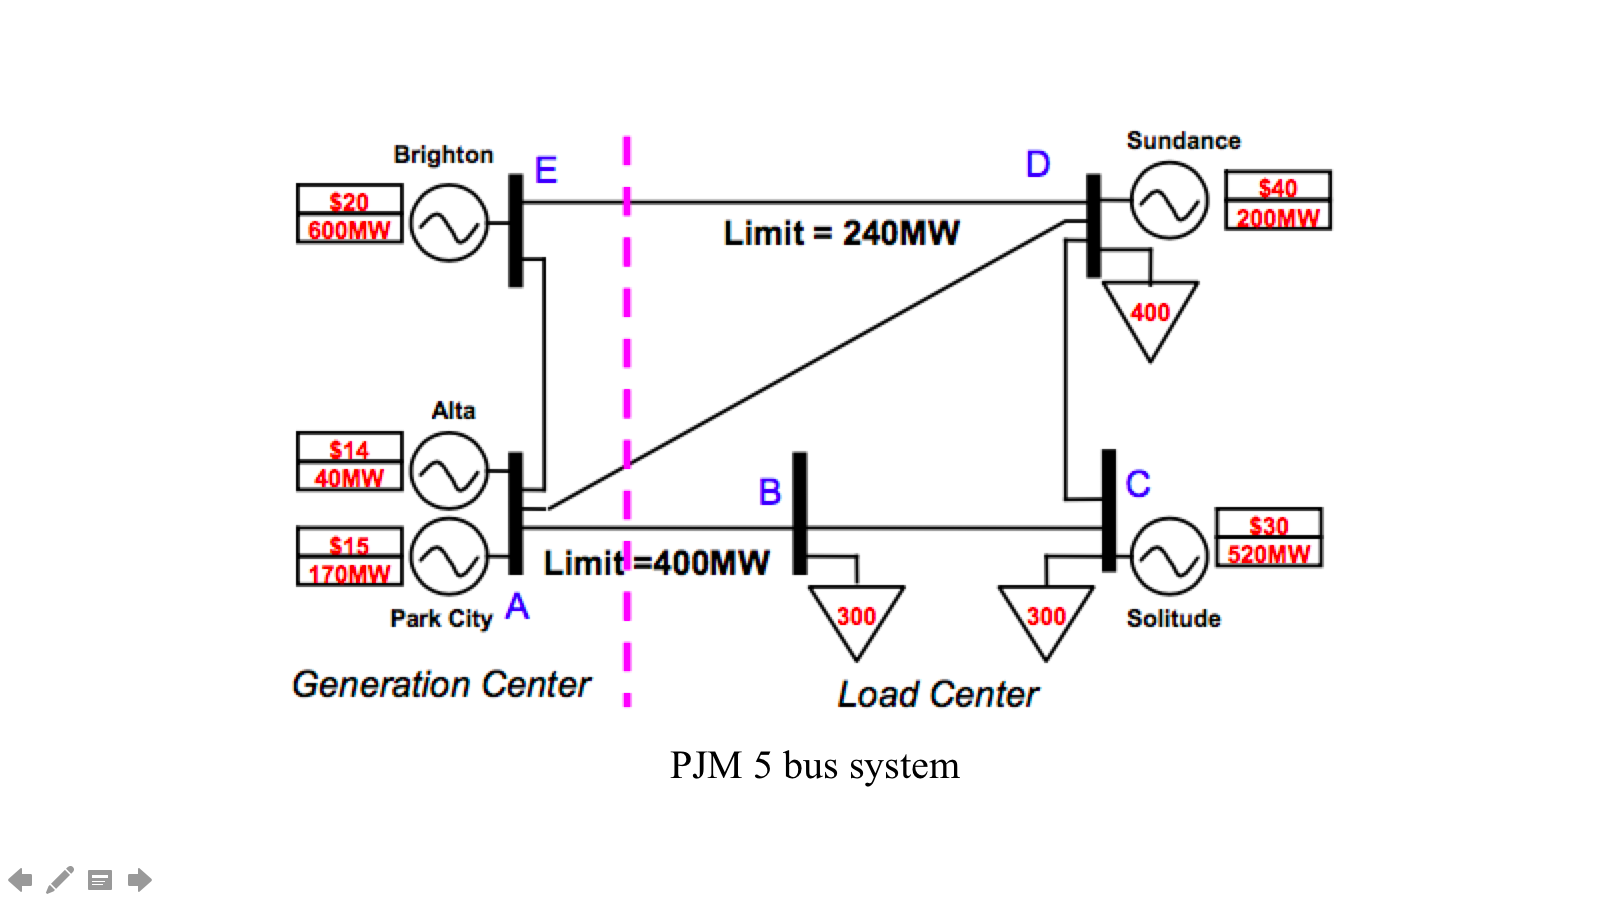 Brighton
E
$20
600MW
D
Sundance
$40
200MW
Limit = 240MW
400
Alta
$14
40MW
$15
170MW
Park City
A
Limit =400MW
B
300
C
300
$30
520MW
Solitude
Generation Center
Load Center
PJM 5 bus system